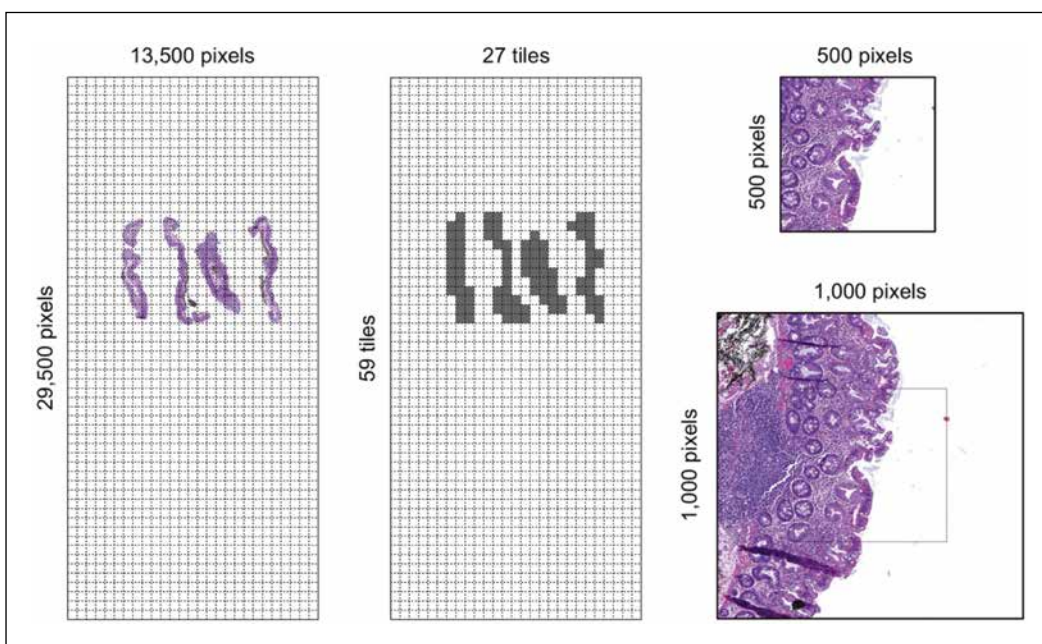 13,500 pixels
27 tiles
500 pixels
29,500 pixels
59 tiles
500 pixels
1,000 pixels
1,000 pixels